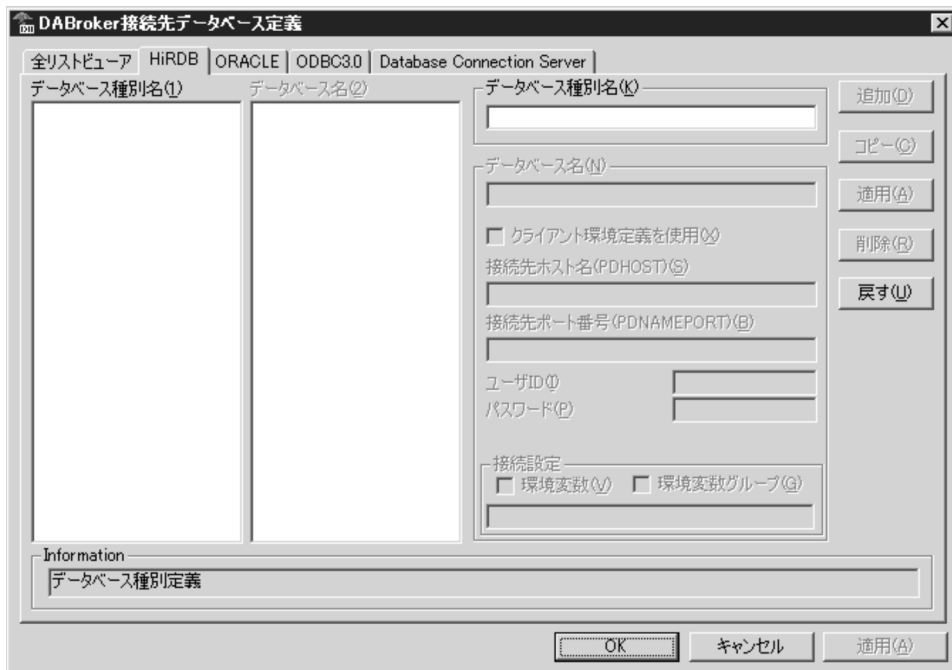 DABroker接続先データベース定義
全リストビューア HiRDB ORACLE ODBC3.0 Database Connection Server
データベース種別名(1) データベース名(2) データベース種別名(K)
追加(D)
コピー(C)
データベース名(N)
適用(A)
クライアント環境定義を使用(X)
削除(R)
接続先ホスト名(PDHOST)(S)
戻す(U)
接続先ポート番号(PDNAMEPORT)(B)
ユーザID(I)
パスワード(P)
接続設定
環境変数(V) 環境変数グループ(G)
Information
データベース種別定義
OK キャンセル 適用(A)